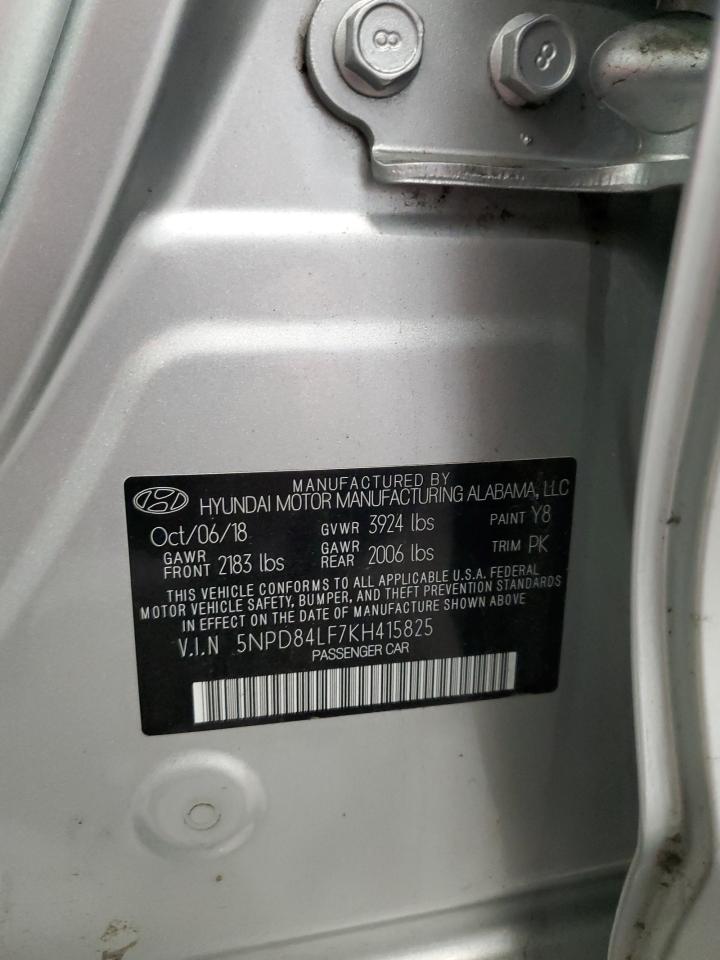 8
8
MANUFACTURED BY
HYUNDAI MOTOR MANUFACTURING ALABAMA, LLC
Oct/06/18 GVWR 3924 lbs PAINT Y8
GAWR FRONT 2183 lbs GAWR REAR 2006 lbs TRIM PK
THIS VEHICLE CONFORMS TO ALL APPLICABLE U.S.A. FEDERAL
MOTOR VEHICLE SAFETY, BUMPER, AND THEFT PREVENTION STANDARDS
IN EFFECT ON THE DATE OF MANUFACTURE SHOWN ABOVE
V.I.N 5NPD84LF7KH415825
PASSENGER CAR